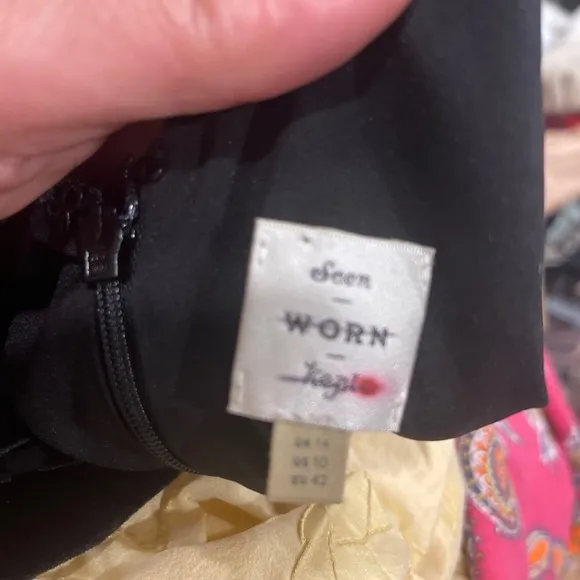 Seen
WORN
kept
UK 14
US 10
EU 42